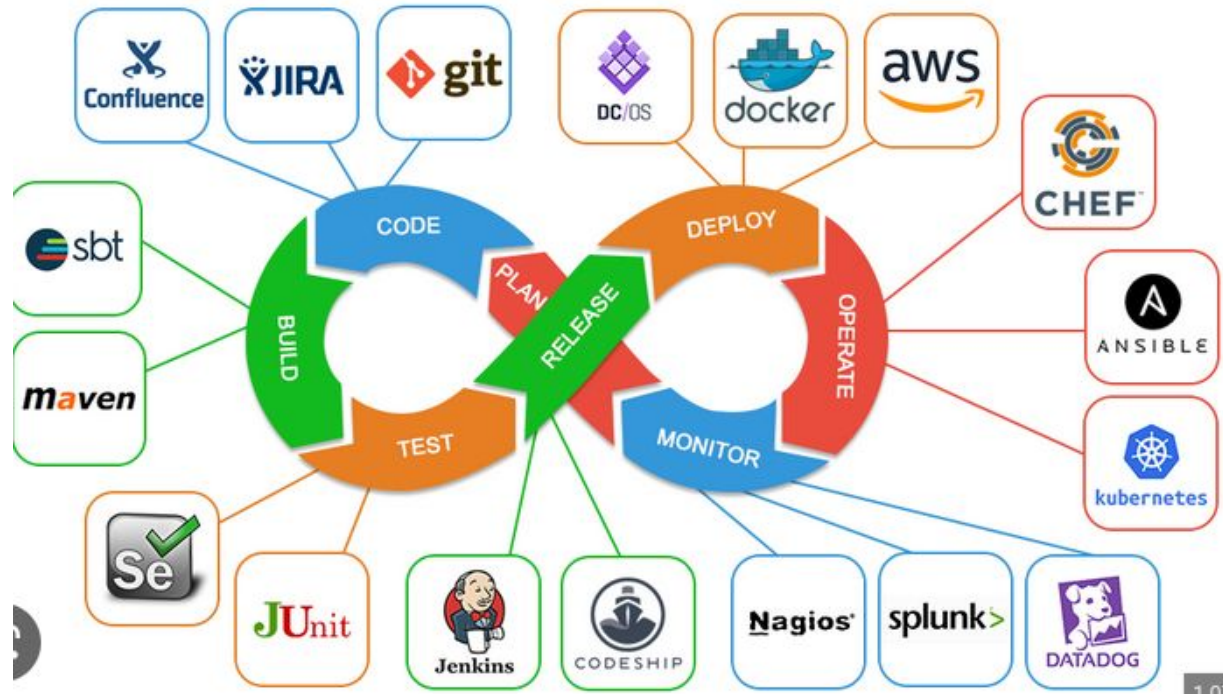 Confluence
JIRA
git
DC/OS
docker
aws
CHEF™
sbt
CODE
DEPLOY
PLAN
RELEASE
BUILD
OPERATE
ANSIBLE
maven
TEST
MONITOR
kubernetes
Se
JUnit
Jenkins
CODESHIP
Nagios®
splunk>
DATADOG